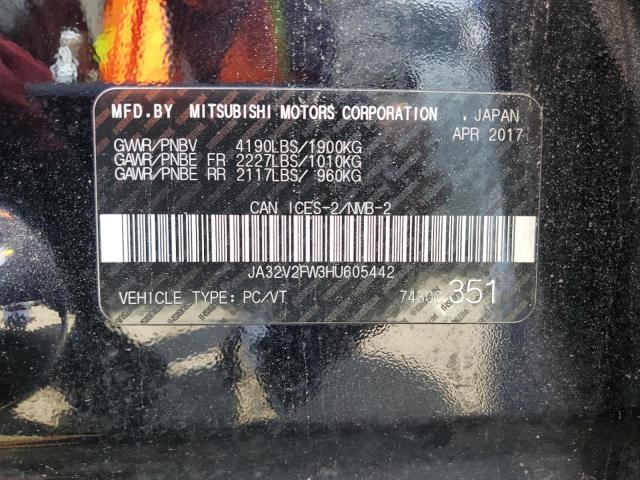 MFD.BY MITSUBISHI MOTORS CORPORATION , JAPAN
APR 2017
GWWR/PNBV 4190LBS/1900KG
GAWR/PNBE FR 2227LBS/1010KG
GAWR/PNBE RR 2117LBS/ 960KG
CAN ICES-2/NMB-2
JA32V2FW3HU605442
VEHICLE TYPE: PC/VT 351